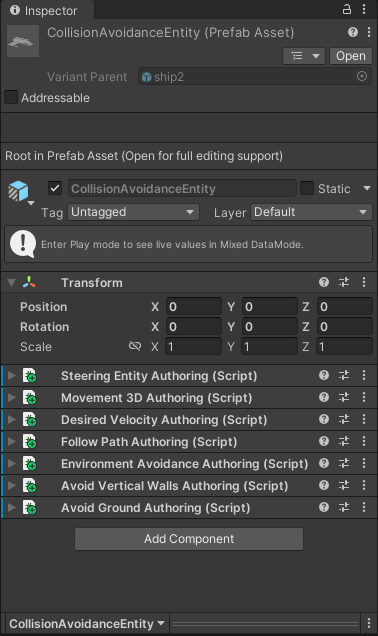 Inspector
CollisionAvoidanceEntity (Prefab Asset)
Open
Variant Parent ship2
Addressable
Root in Prefab Asset (Open for full editing support)
CollisionAvoidanceEntity Static
Tag Untagged Layer Default
Enter Play mode to see live values in Mixed DataMode.
Transform
Position X 0 Y 0 Z 0
Rotation X 0 Y 0 Z 0
Scale X 1 Y 1 Z 1
Steering Entity Authoring (Script)
Movement 3D Authoring (Script)
Desired Velocity Authoring (Script)
Follow Path Authoring (Script)
Environment Avoidance Authoring (Script)
Avoid Vertical Walls Authoring (Script)
Avoid Ground Authoring (Script)
Add Component
CollisionAvoidanceEntity